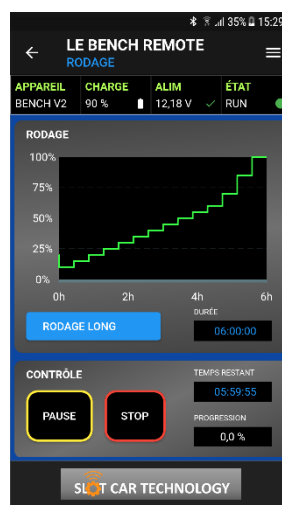 35% 15:29
LE BENCH REMOTE
RODAGE
APPAREIL CHARGE ALIM ÉTAT
BENCH V2 90 % 12,18 V RUN
RODAGE
100%
75%
50%
25%
0%
0h 2h 4h 6h
DURÉE
RODAGE LONG 06:00:00
CONTRÔLE TEMPS RESTANT
05:59:55
PAUSE STOP PROGRESSION
0,0 %
SLOT CAR TECHNOLOGY